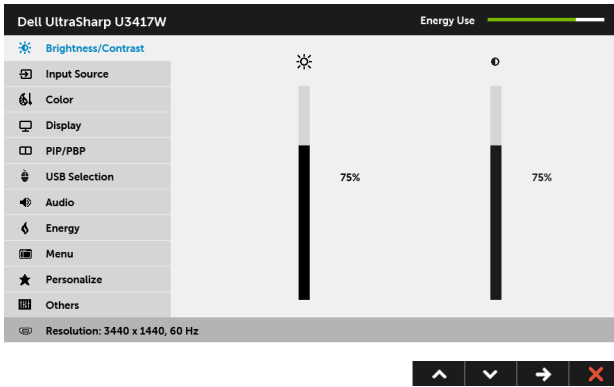 Dell UltraSharp U3417W
Energy Use
Brightness/Contrast
Input Source
Color
Display
PIP/PBP
USB Selection
Audio
Energy
Menu
Personalize
Others
75%
75%
Resolution: 3440 x 1440, 60 Hz